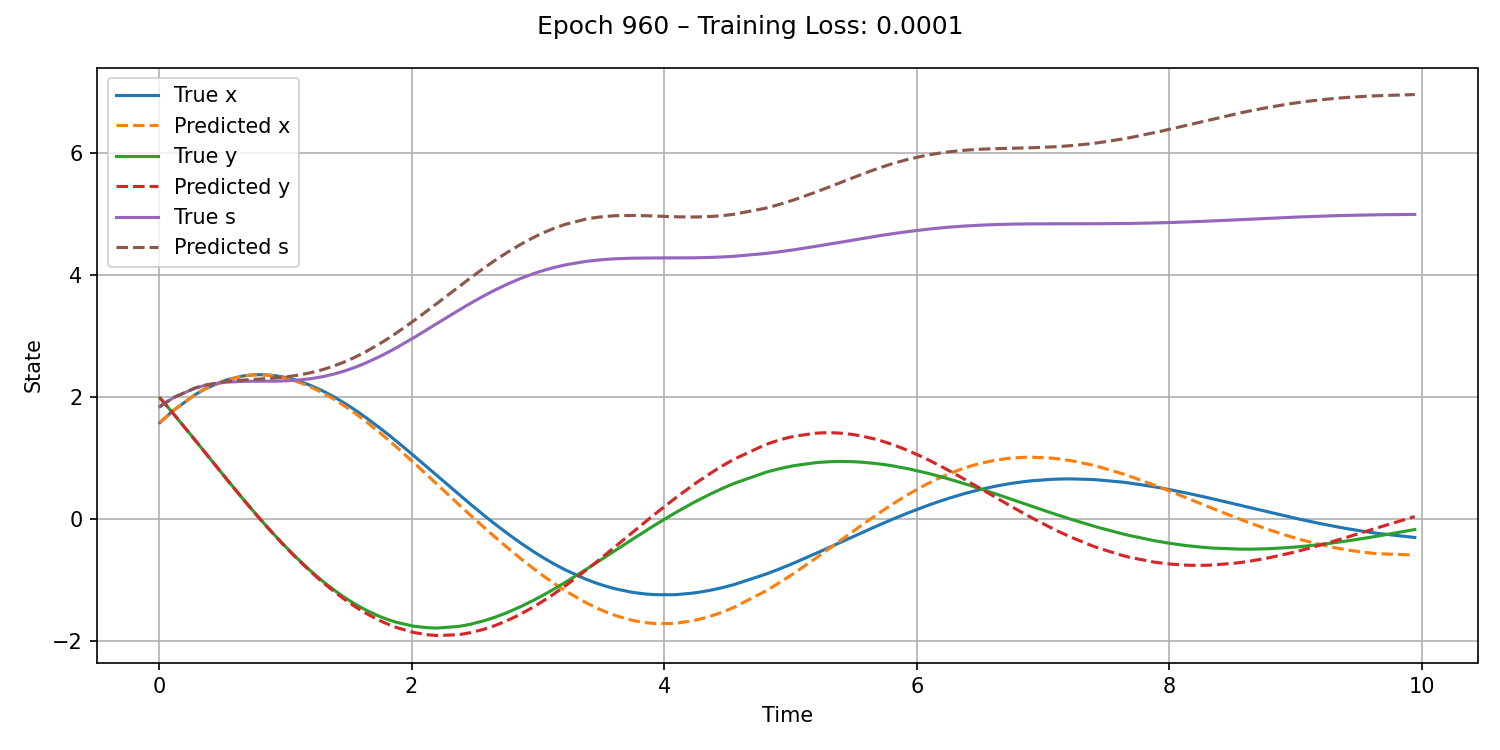 Epoch 960 – Training Loss: 0.0001
True x
Predicted x
True y
Predicted y
True s
Predicted s
State
6
4
2
0
−2
0
2
4
6
8
10
Time